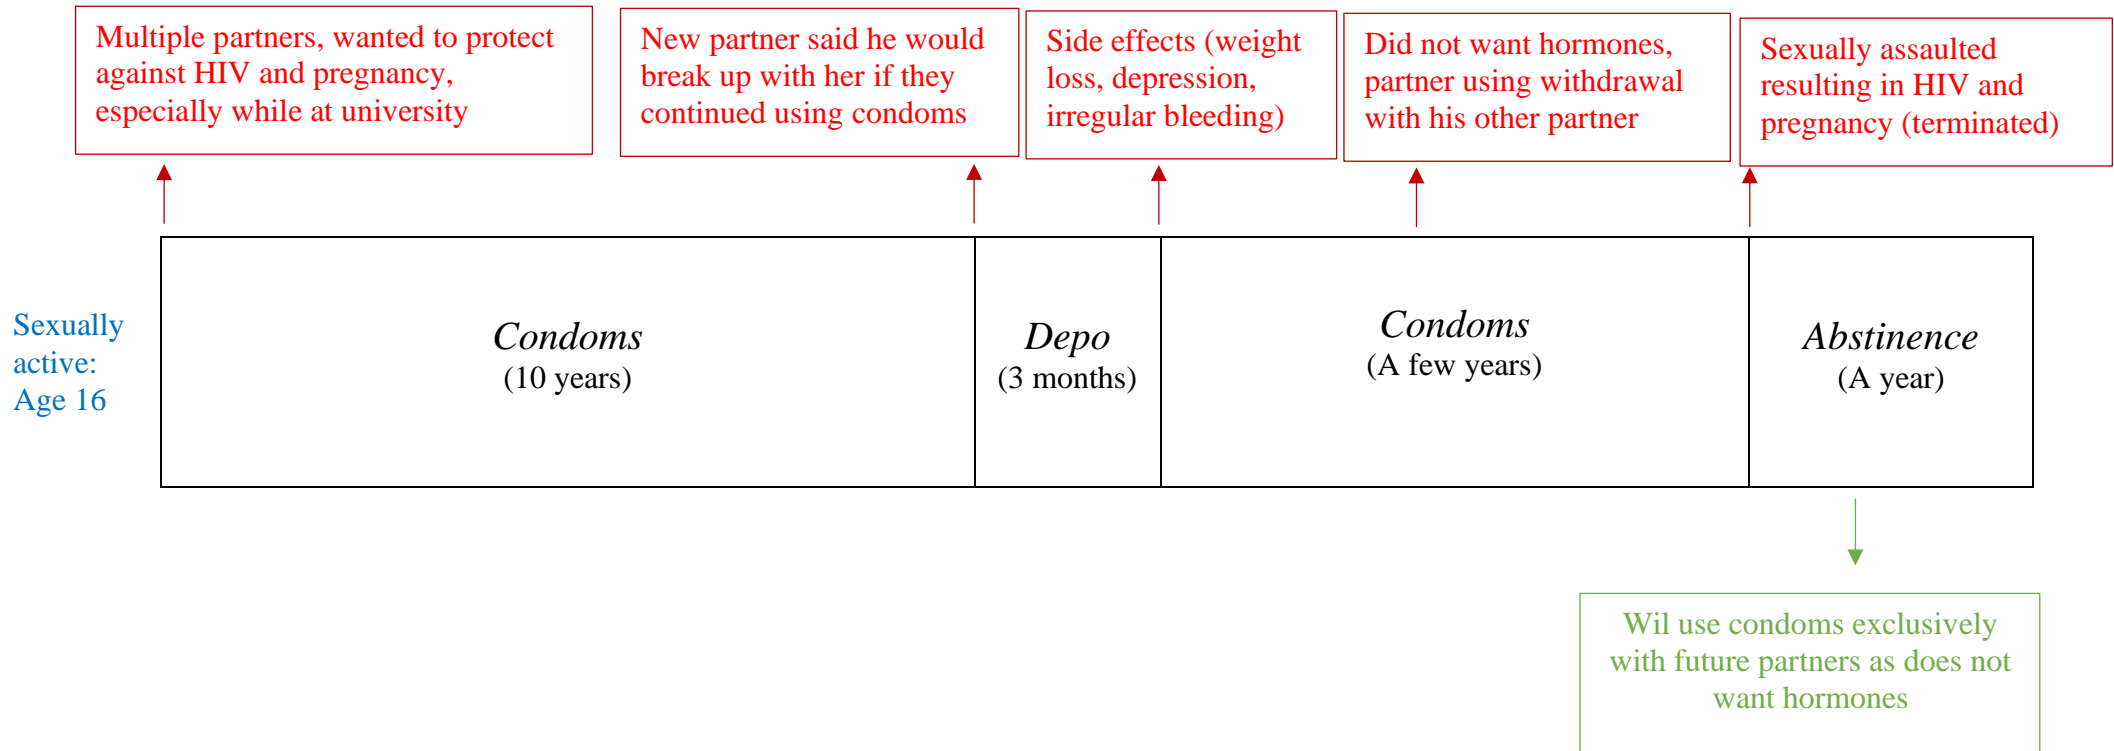 Multiple partners, wanted to protect
against HIV and pregnancy,
especially while at university
New partner said he would
break up with her if they
continued using condoms
Side effects (weight
loss, depression,
irregular bleeding)
Did not want hormones,
partner using withdrawal
with his other partner
Sexually assaulted
resulting in HIV and
pregnancy (terminated)
Sexually
active:
Age 16
Condoms
(10 years)
Depo
(3 months)
Condoms
(A few years)
Abstinence
(A year)
Wil use condoms exclusively
with future partners as does not
want hormones